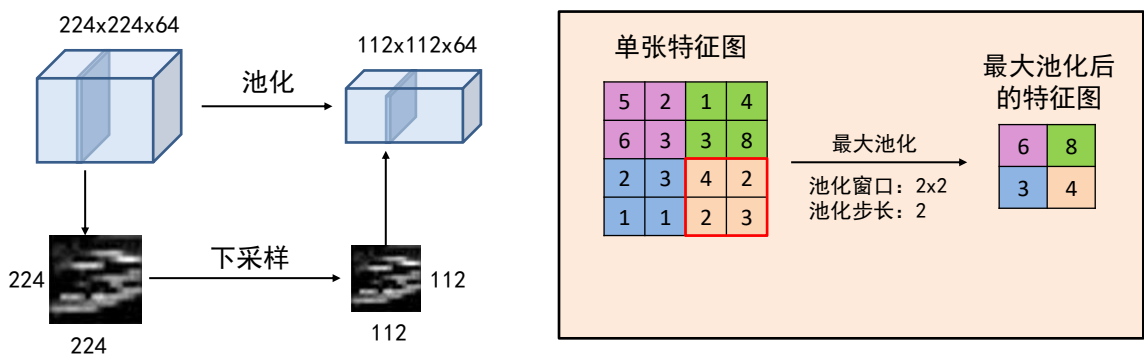 224x224x64
112x112x64
池化
下采样
224
224
112
112
单张特征图
5 2 1 4
6 3 3 8
2 3 4 2
1 1 2 3
最大池化
池化窗口：2x2
池化步长：2
最大池化后
的特征图
6 8
3 4